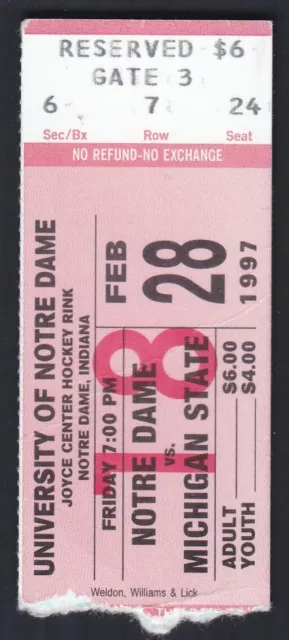 RESERVED $6
GATE 3
6 7 24
Sec/Bx Row Seat
NO REFUND-NO EXCHANGE
UNIVERSITY OF NOTRE DAME
JOYCE CENTER HOCKEY RINK
NOTRE DAME, INDIANA
FRIDAY 7:00 PM
FEB
28
1997
18
NOTRE DAME
vs.
MICHIGAN STATE
ADULT $6.00
YOUTH $4.00
Weldon, Williams & Lick